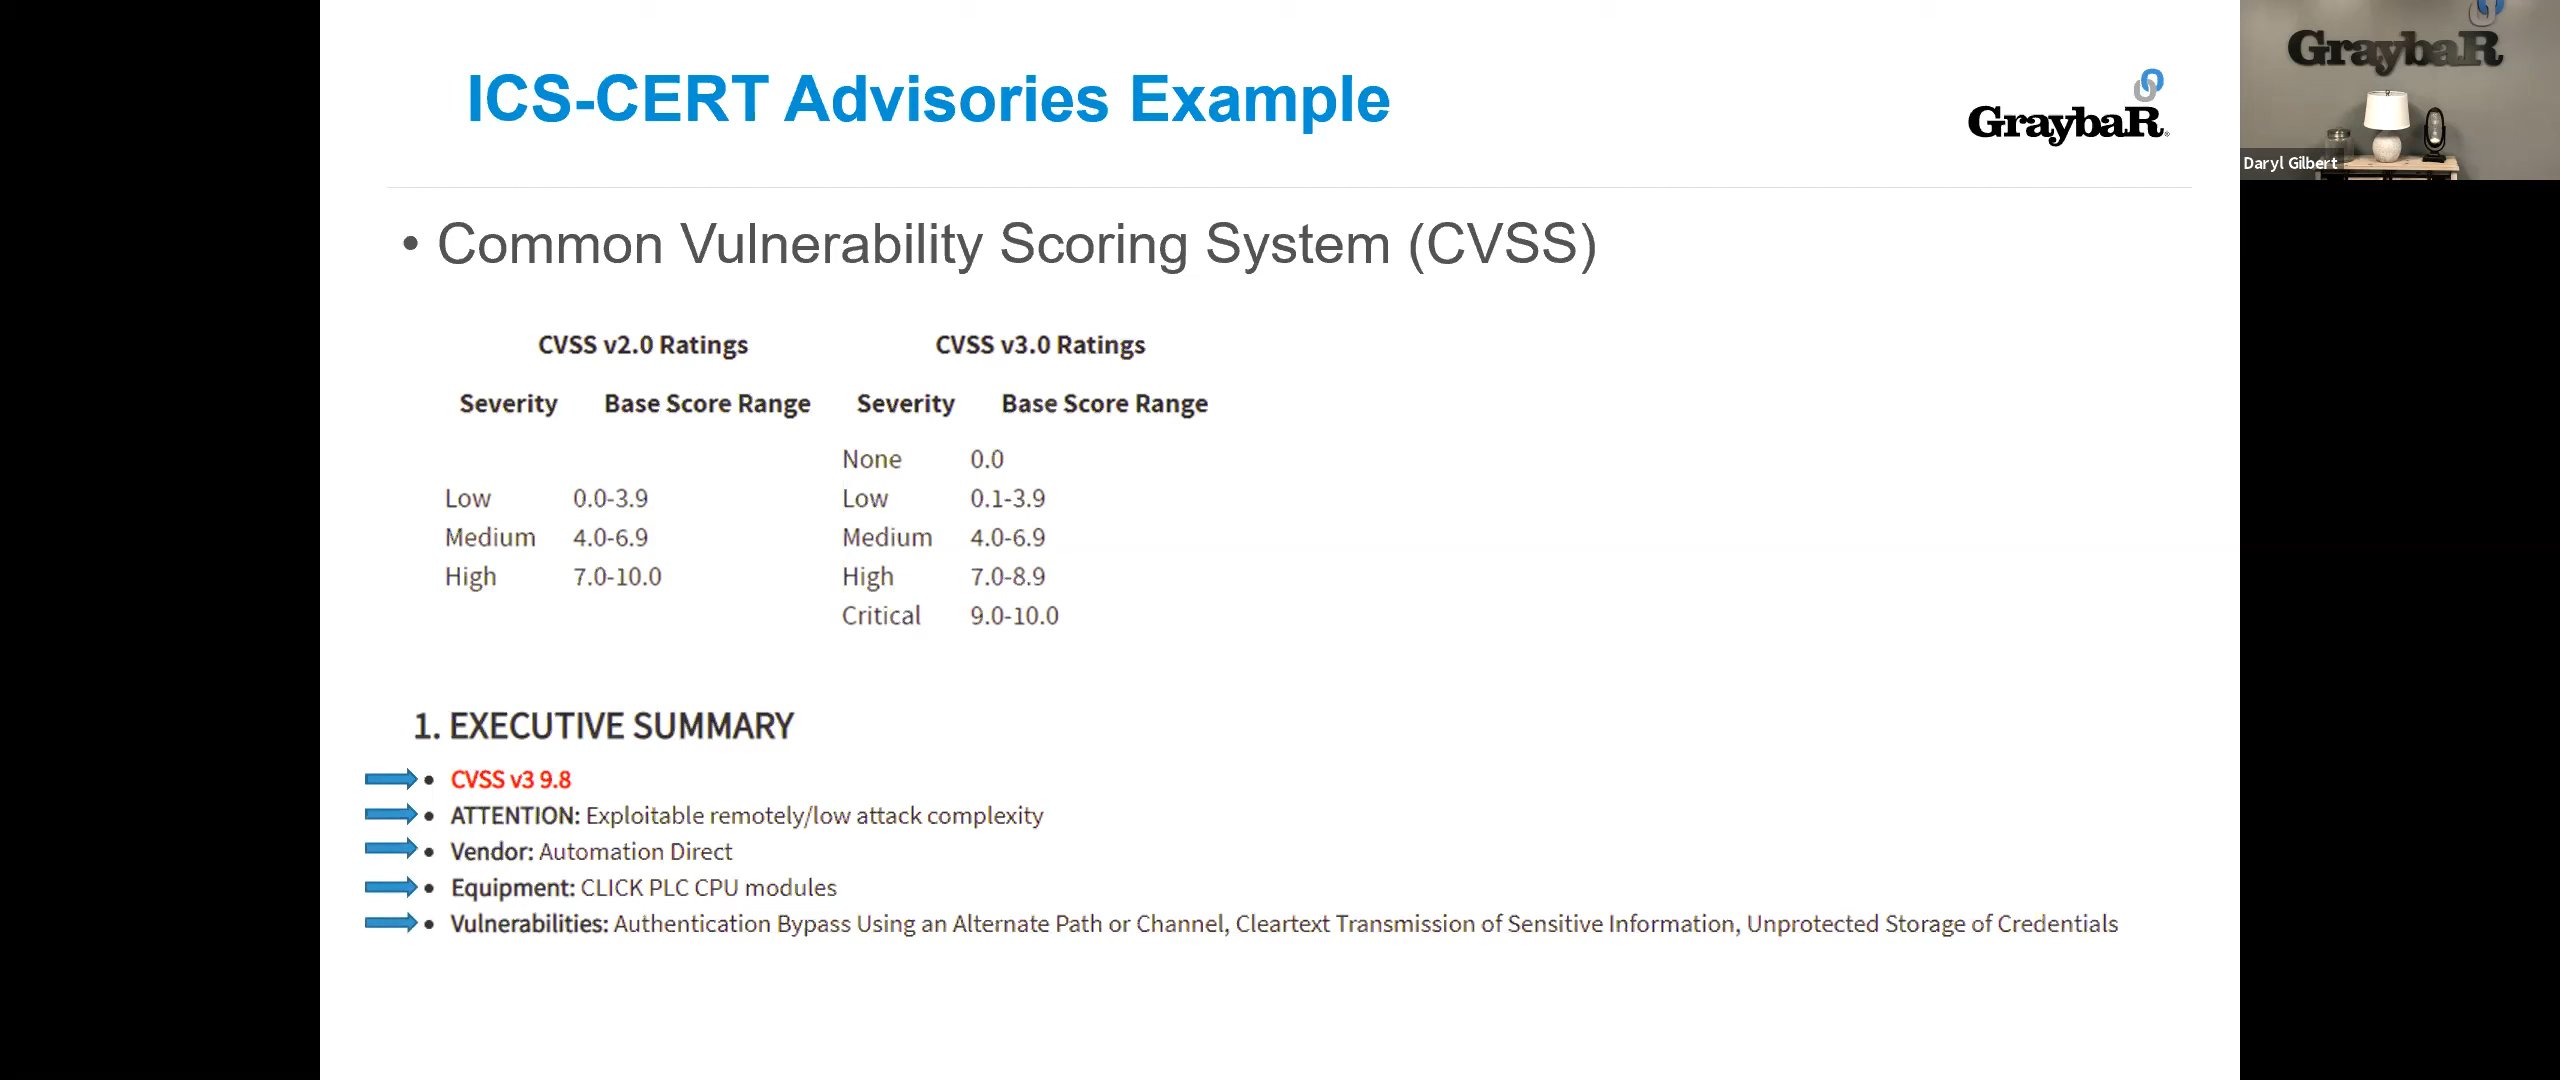 ICS-CERT Advisories Example
GraybaR
GraybaR
Daryl Gilbert
• Common Vulnerability Scoring System (CVSS)
CVSS v2.0 Ratings CVSS v3.0 Ratings
Severity Base Score Range Severity Base Score Range
None 0.0
Low 0.0-3.9 Low 0.1-3.9
Medium 4.0-6.9 Medium 4.0-6.9
High 7.0-10.0 High 7.0-8.9
Critical 9.0-10.0
1. EXECUTIVE SUMMARY
• CVSS v3 9.8
• ATTENTION: Exploitable remotely/low attack complexity
• Vendor: Automation Direct
• Equipment: CLICK PLC CPU modules
• Vulnerabilities: Authentication Bypass Using an Alternate Path or Channel, Cleartext Transmission of Sensitive Information, Unprotected Storage of Credentials